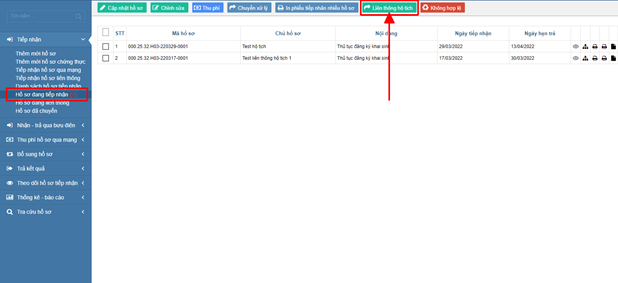 Tìm kiếm
Cập nhật hồ sơ Chỉnh sửa Thu phí Chuyển xử lý In phiếu tiếp nhận nhiều hồ sơ Liên thông hộ tịch Không hợp lệ
Tiếp nhận
Thêm mới hồ sơ
Thêm mới hồ sơ chứng thực
Tiếp nhận hồ sơ qua mạng
Tiếp nhận hồ sơ liên thông
Danh sách hồ sơ tiếp nhận
Hồ sơ đang tiếp nhận
Hồ sơ đang liên thông
Hồ sơ đã chuyển
Nhận - trả qua bưu điện
Thu phí hồ sơ qua mạng
Bổ sung hồ sơ
Trả kết quả
Theo dõi hồ sơ tiếp nhận
Thống kê - báo cáo
Tra cứu hồ sơ
STT Mã hồ sơ Chủ hồ sơ Nội dung Ngày tiếp nhận Ngày hẹn trả
1 000.25.32.H03-220329-0001 Test hộ tịch Thủ tục đăng ký khai sinh 29/03/2022 13/04/2022
2 000.25.32.H03-220317-0001 Test liên thông hộ tịch 1 Thủ tục đăng ký khai sinh 17/03/2022 30/03/2022